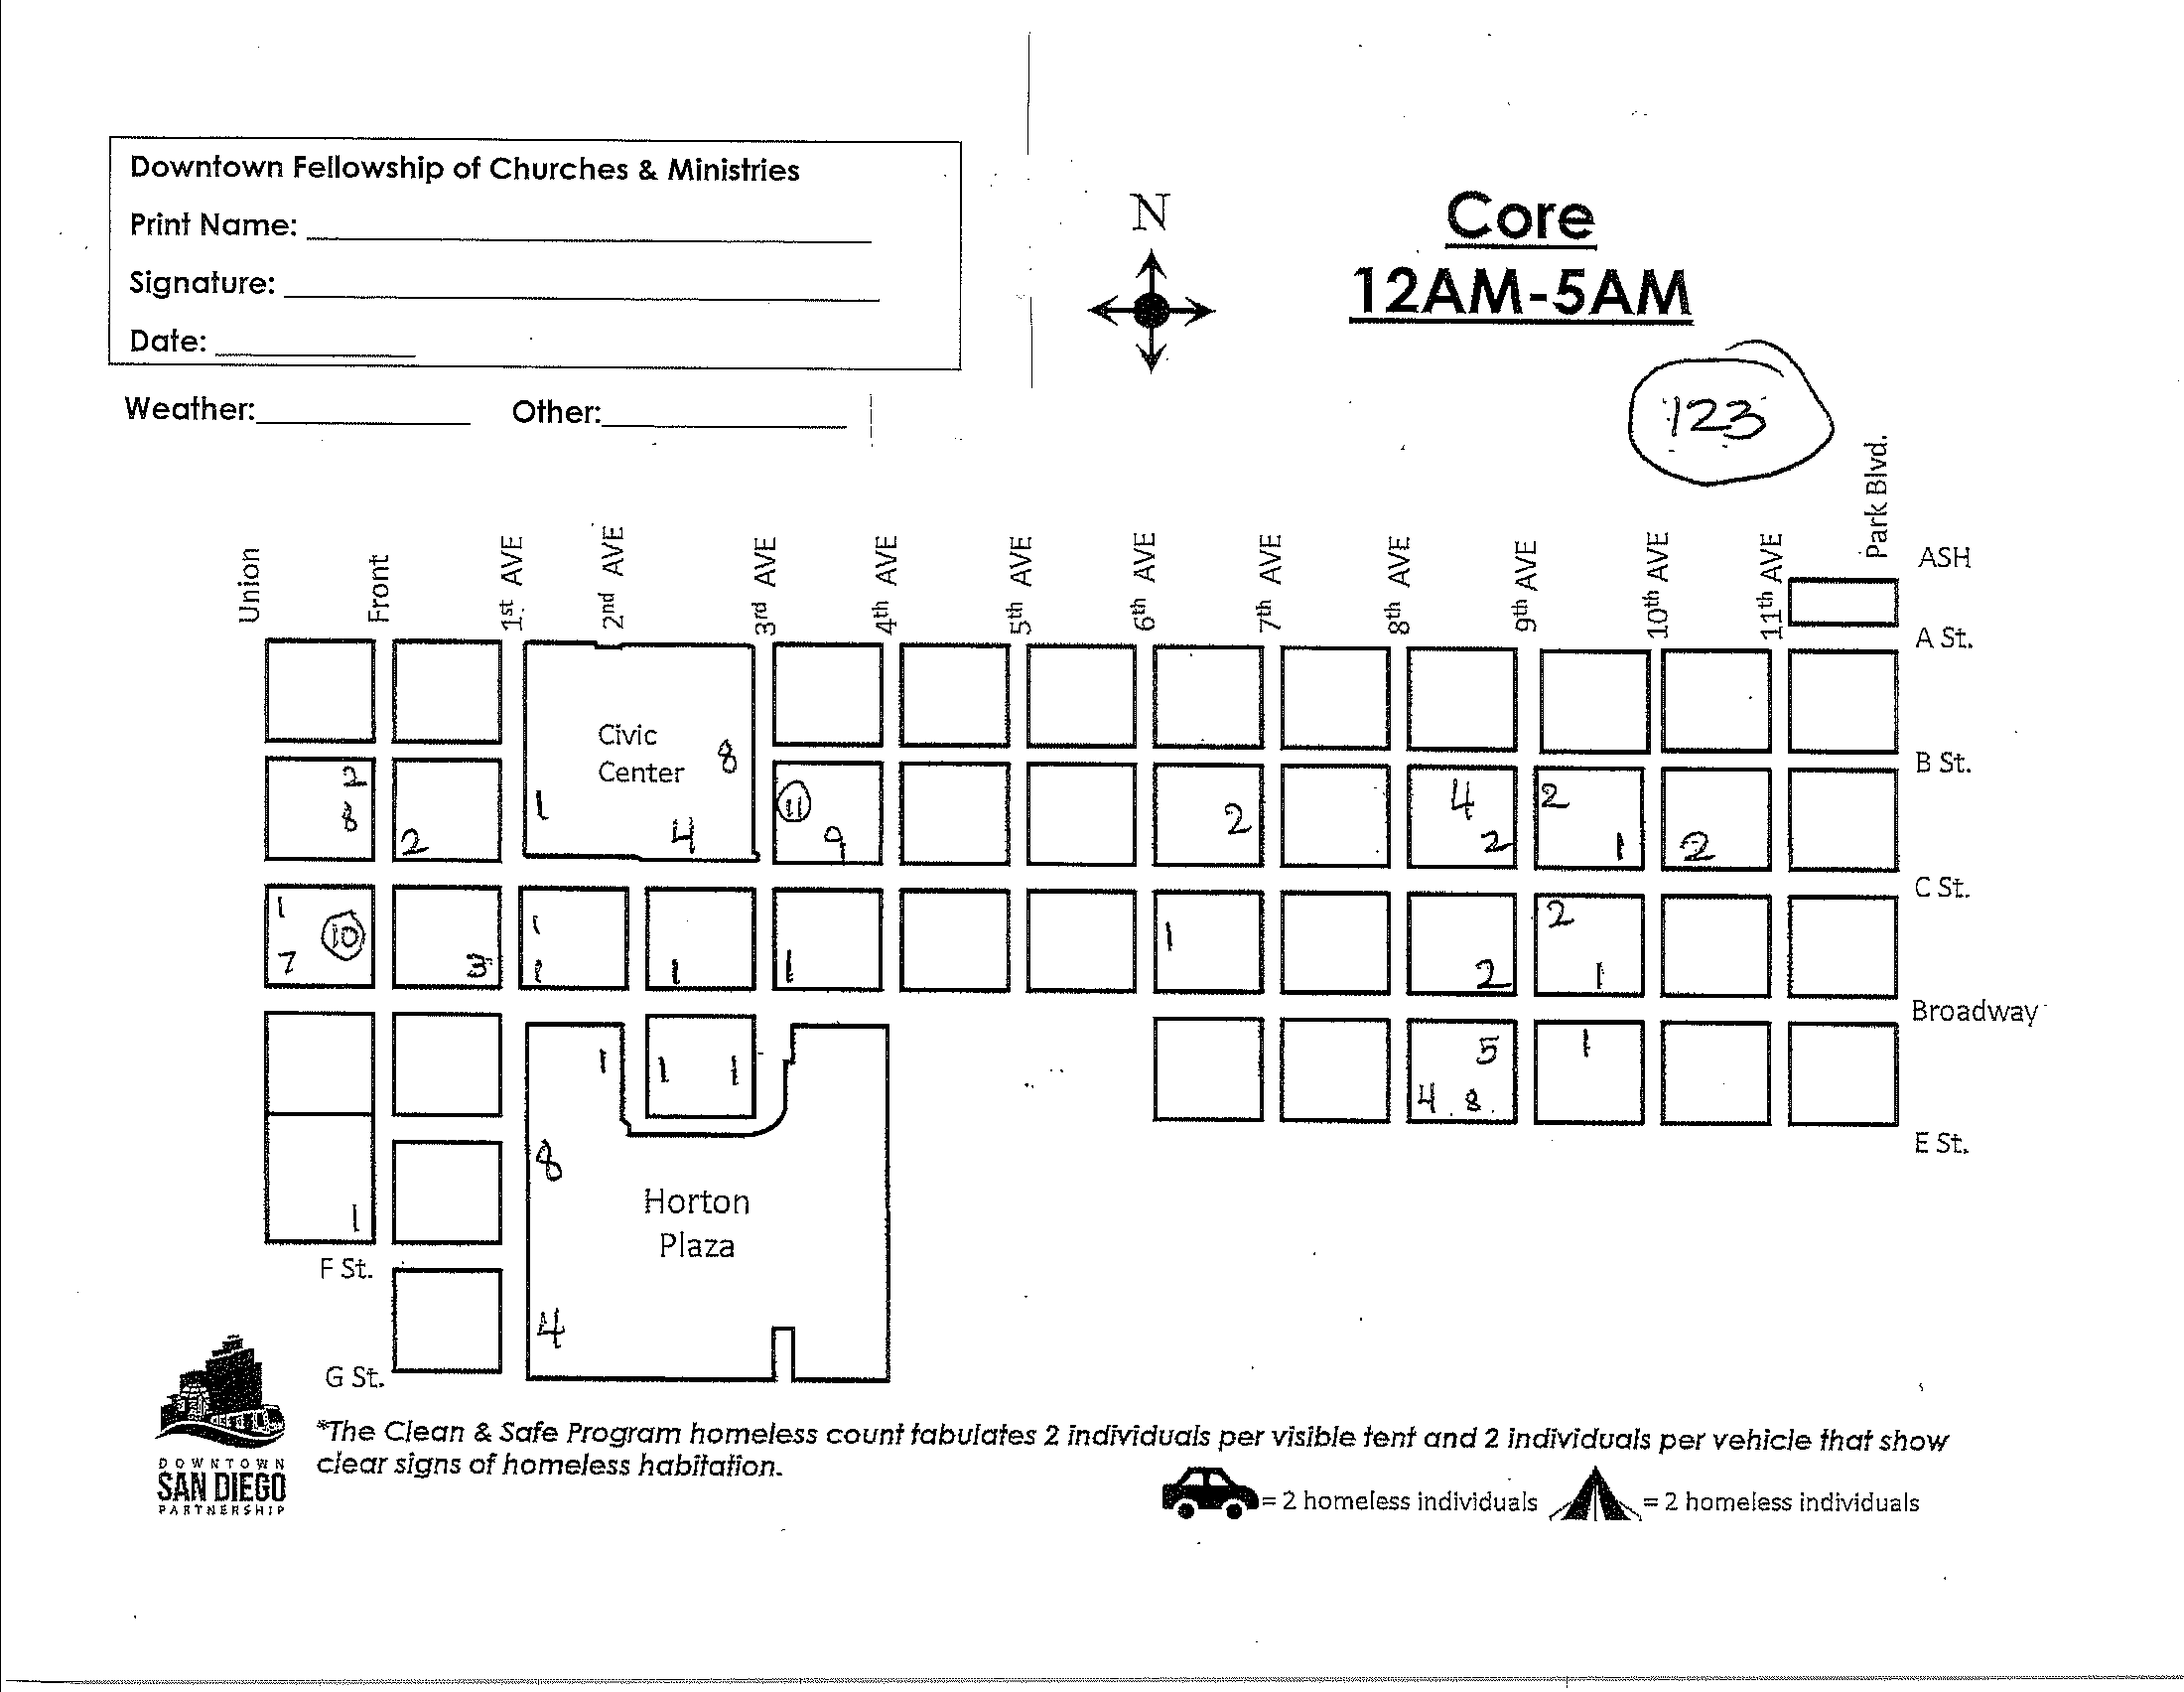 Downtown Fellowship of Churches & Ministries
Print Name:
Signature:
Date:
Weather: Other:
N
Core
12AM-5AM
123
Union
Front
1st AVE
2nd AVE
3rd AVE
4th AVE
5th AVE
6th AVE
7th AVE
8th AVE
9th AVE
10th AVE
11th AVE
Park Blvd.
ASH
A St.
Civic
Center
8
1
4
B St.
2
8
2
11
9
2
4
2
2
1
2
C St.
1
10
7
3
1
1
1
1
1
2
2
1
Broadway
1
1
1
5
4 8
1
E St.
8
Horton
Plaza
1
F St.
4
G St.
*The Clean & Safe Program homeless count tabulates 2 individuals per visible tent and 2 individuals per vehicle that show
clear signs of homeless habitation.
= 2 homeless individuals = 2 homeless individuals
DOWNTOWN
SAN DIEGO
PARTNERSHIP